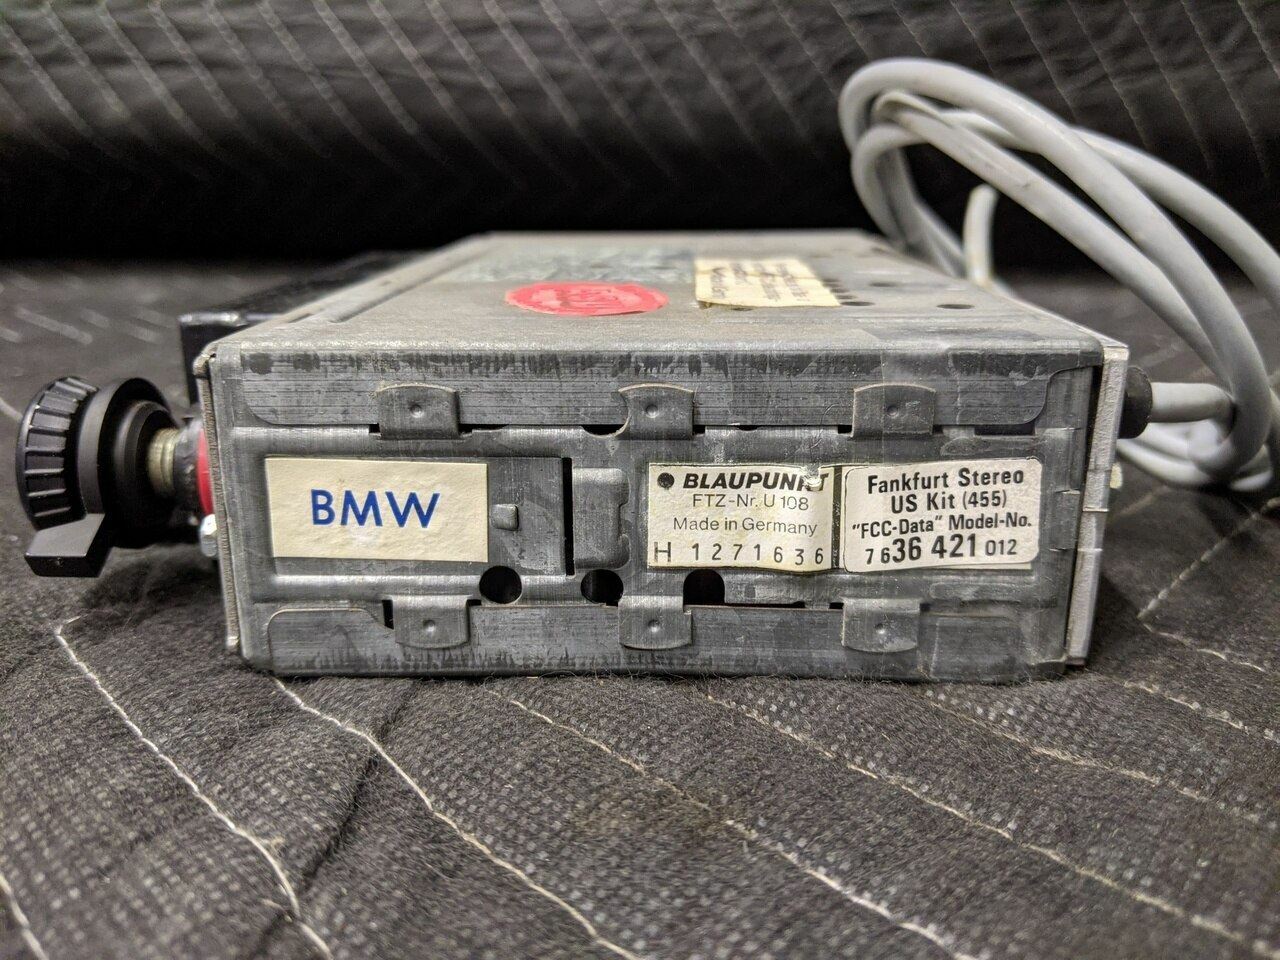 BMW
BLAUPUNKT
FTZ-Nr. U 108
Made in Germany
H 1271636
Fankfurt Stereo
US Kit (455)
"FCC-Data" Model-No.
7 636 421 012